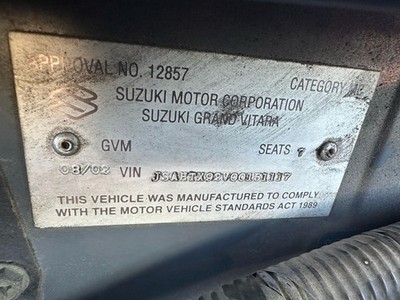 APPROVAL NO. 12857
CATEGORY
SUZUKI MOTOR CORPORATION
SUZUKI GRAND VITARA
GVM SEATS 7
08/02 VIN
THIS VEHICLE WAS MANUFACTURED TO COMPLY
WITH THE MOTOR VEHICLE STANDARDS ACT 1989